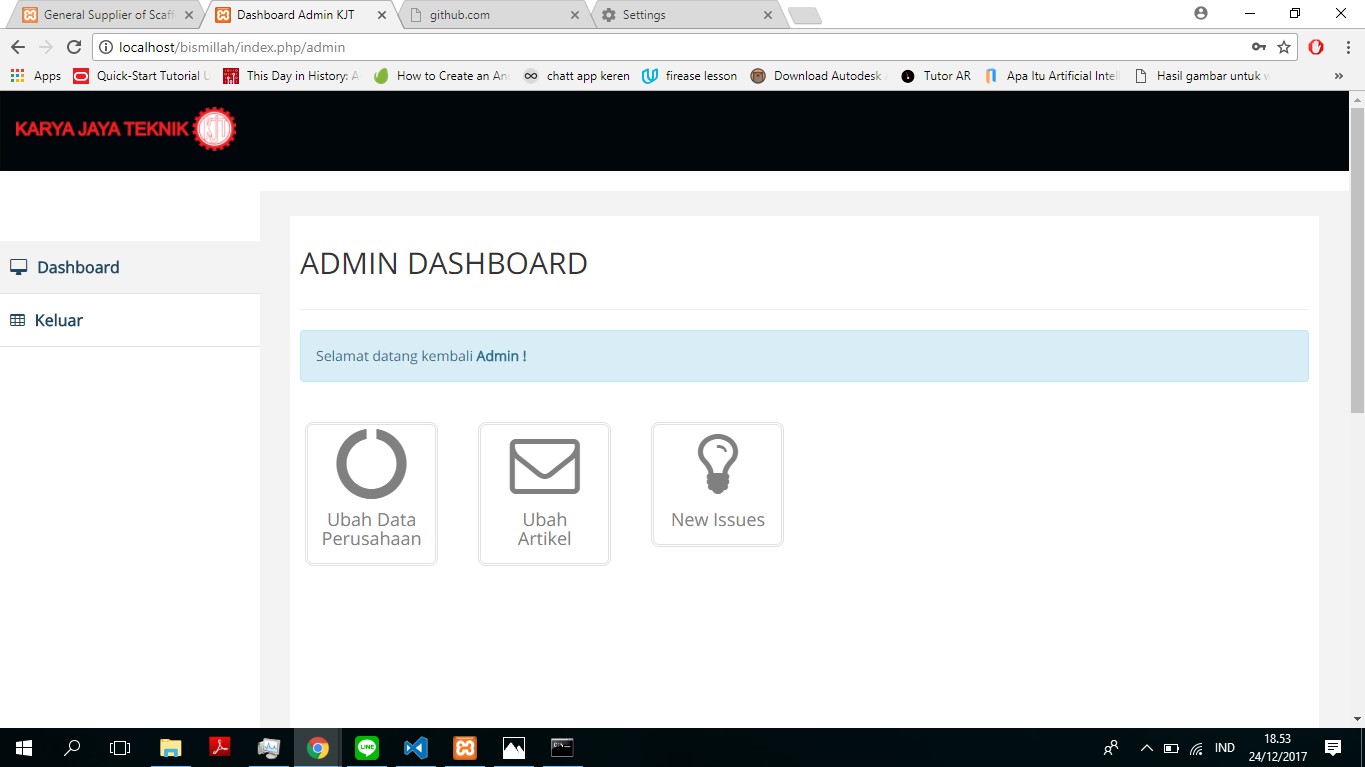 General Supplier of Scaff
Dashboard Admin KJT
github.com
Settings
localhost/bismillah/index.php/admin
Apps
Quick-Start Tutorial
This Day in History: A
How to Create an An
chatt app keren
firease lesson
Download Autodesk
Tutor AR
Apa Itu Artificial Intel
Hasil gambar untuk
KARYA JAYA TEKNIK
Dashboard
Keluar
ADMIN DASHBOARD
Selamat datang kembali Admin !
Ubah Data
Perusahaan
Ubah
Artikel
New Issues
LINE
IND
18.53
24/12/2017